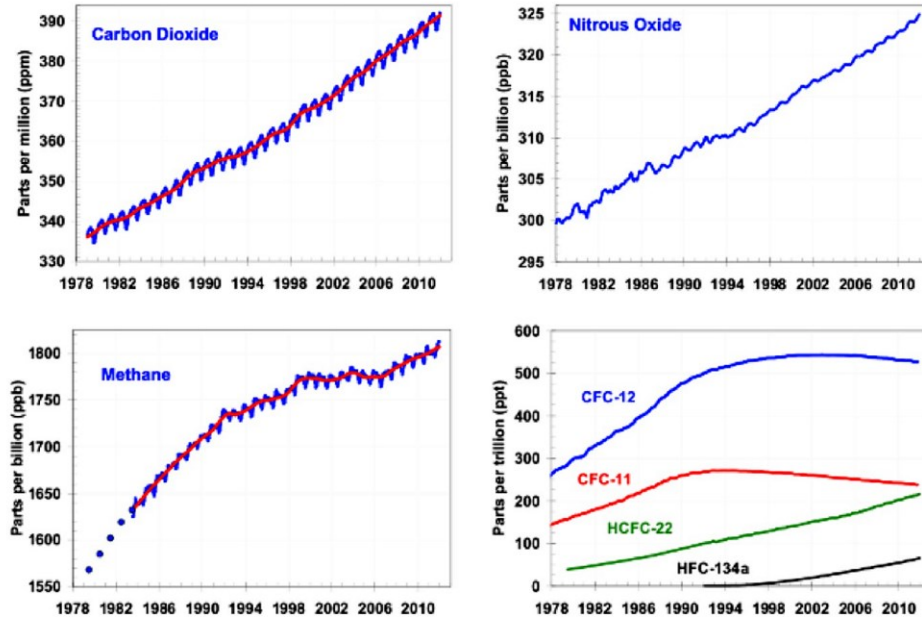 Carbon Dioxide
Parts per million (ppm)
390
380
370
360
350
340
330
1978 1982 1986 1990 1994 1998 2002 2006 2010
Nitrous Oxide
Parts per billion (ppb)
325
320
315
310
305
300
295
1978 1982 1986 1990 1994 1998 2002 2006 2010
Methane
Parts per billion (ppb)
1800
1750
1700
1650
1600
1550
1978 1982 1986 1990 1994 1998 2002 2006 2010
Parts per trillion (ppt)
600
500
400
300
200
100
0
CFC-12
CFC-11
HCFC-22
HFC-134a
1978 1982 1986 1990 1994 1998 2002 2006 2010